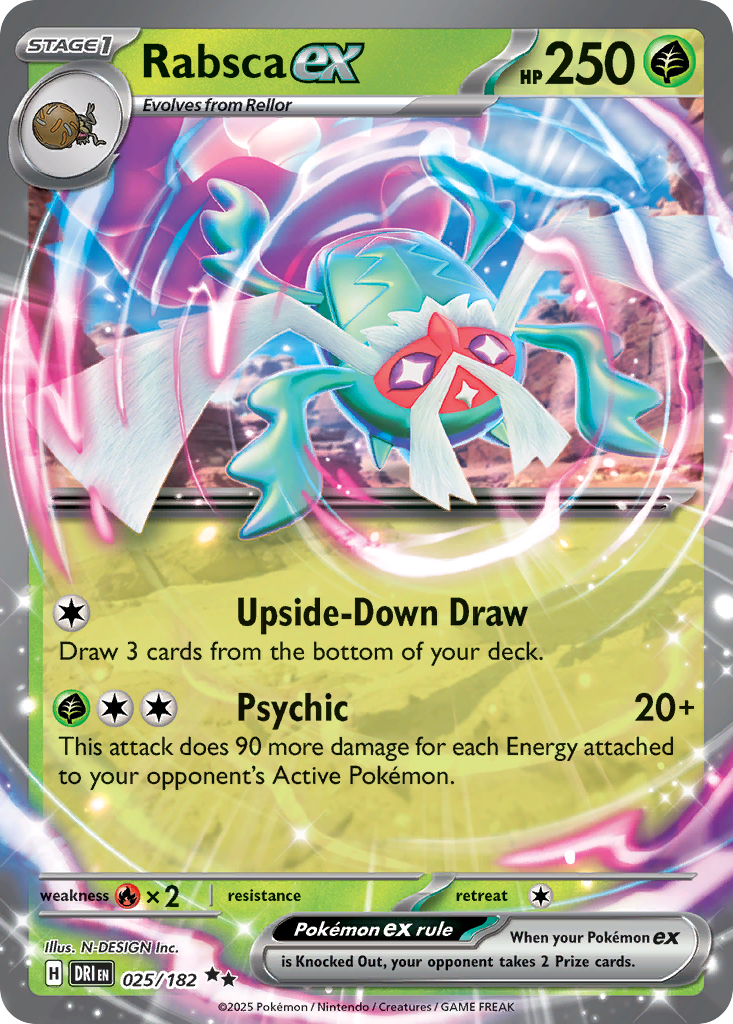 STAGE 1
Rabsca ex
HP 250
Evolves from Rellor
Upside-Down Draw
Draw 3 cards from the bottom of your deck.
Psychic 20+
This attack does 90 more damage for each Energy attached
to your opponent's Active Pokémon.
weakness ×2 resistance retreat
Pokémon ex rule When your Pokémon ex
is Knocked Out, your opponent takes 2 Prize cards.
Illus. N-DESIGN Inc.
H DRI EN 025/182
©2025 Pokémon / Nintendo / Creatures / GAME FREAK